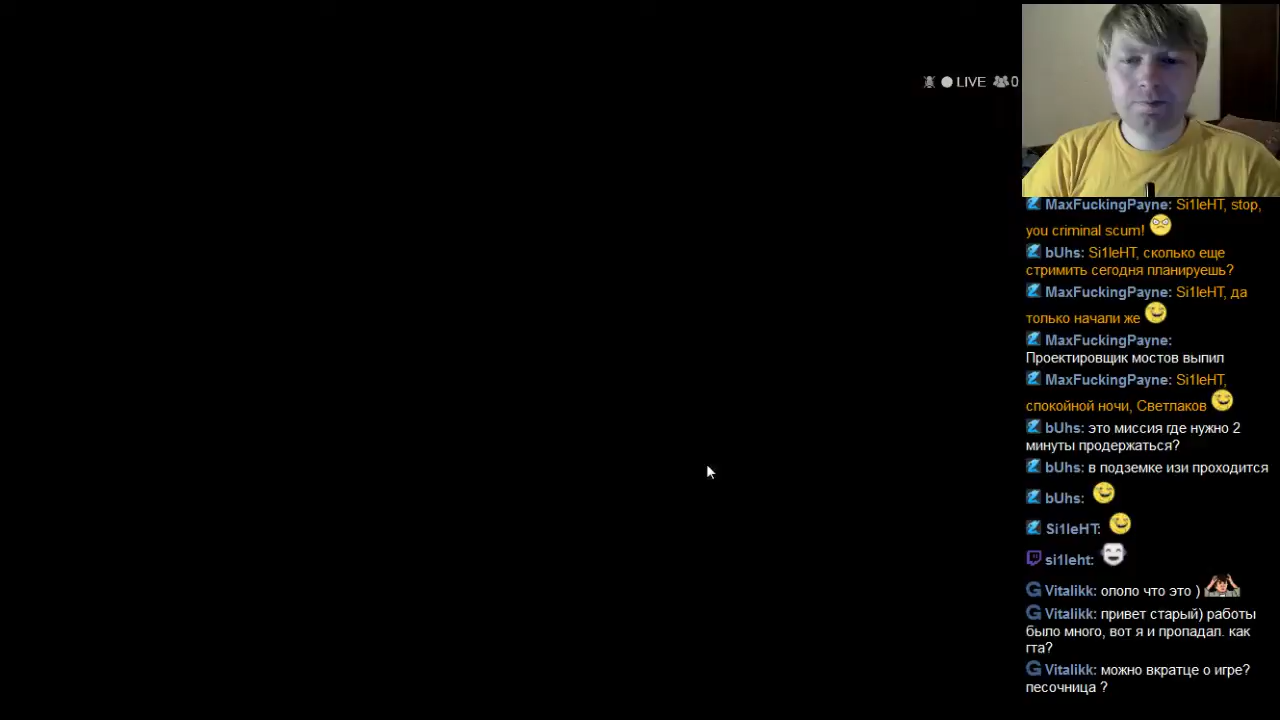 LIVE 0
MaxFuckingPayne: Si1leHT, stop,
you criminal scum!
bUhs: Si1leHT, сколько еще
стримить сегодня планируешь?
MaxFuckingPayne: Si1leHT, да
только начали же
MaxFuckingPayne:
Проектировщик мостов выпил
MaxFuckingPayne: Si1leHT,
спокойной ночи, Светлаков
bUhs: это миссия где нужно 2
минуты продержаться?
bUhs: в подземке изи проходится
bUhs:
Si1leHT:
si1leht:
Vitalikk: ололо что это )
Vitalikk: привет старый) работы
было много, вот я и пропадал. как
гта?
Vitalikk: можно вкратце о игре?
песочница ?